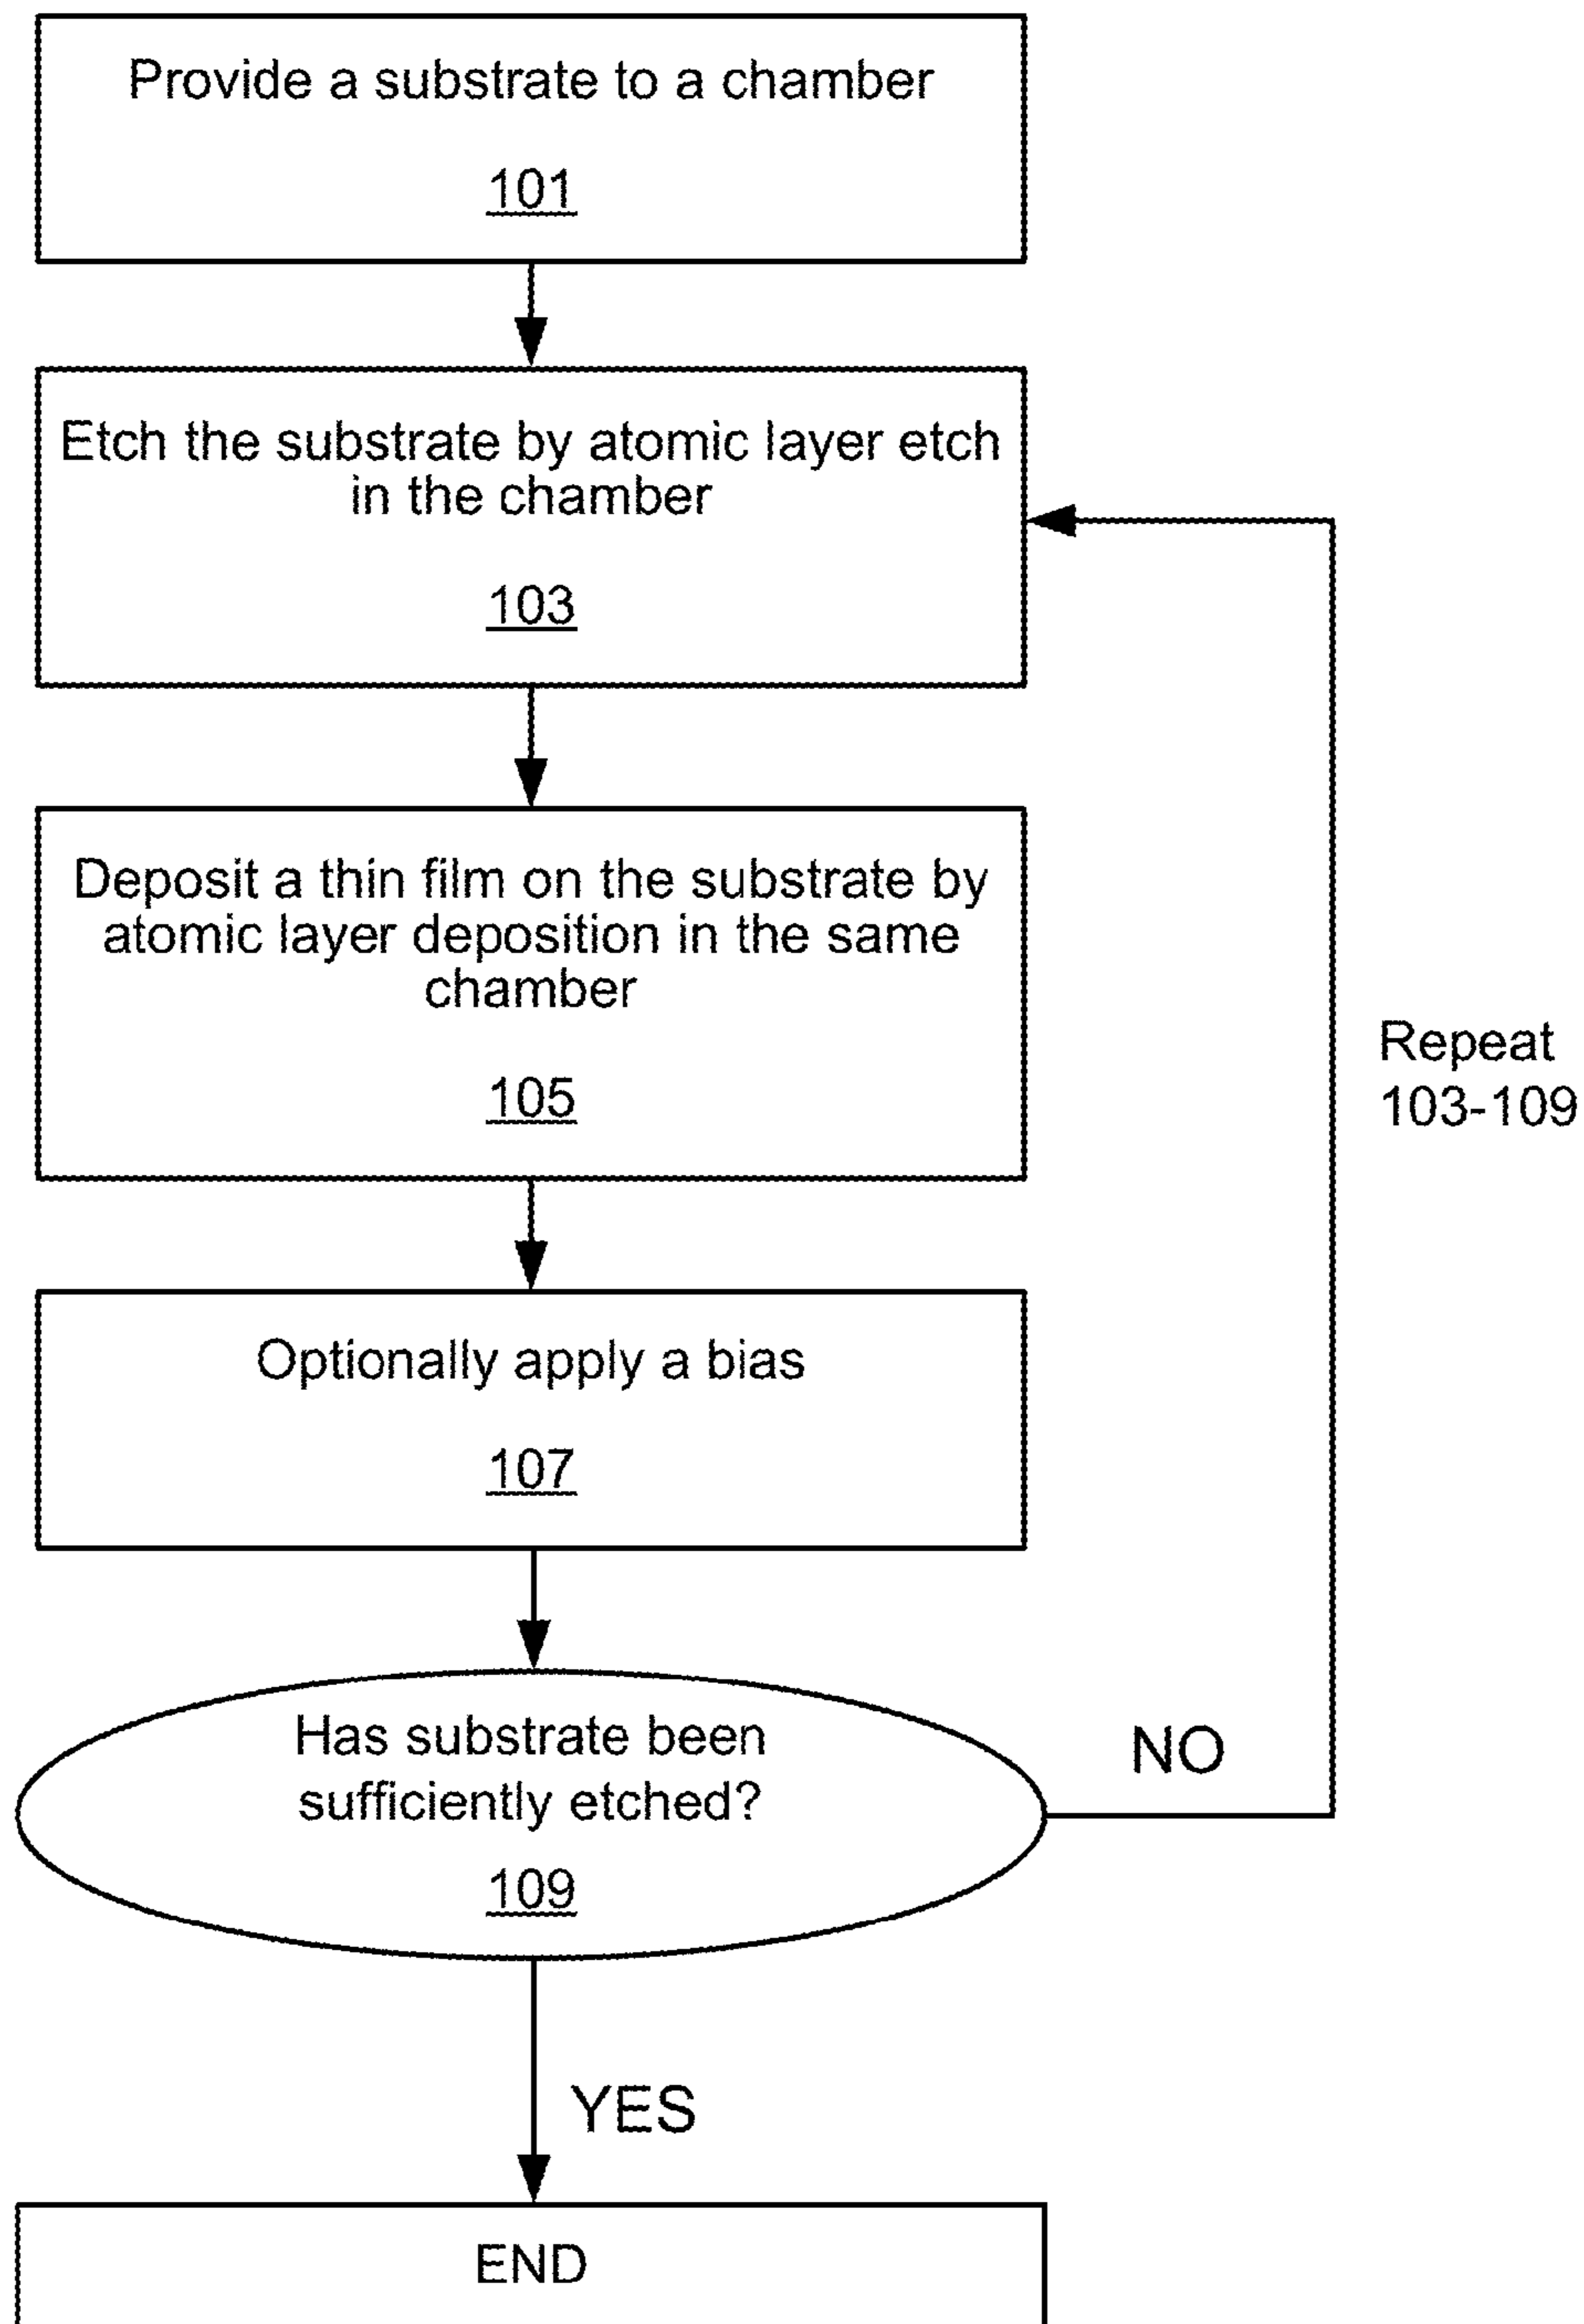 Provide a substrate to a chamber
101
Etch the substrate by atomic layer etch
in the chamber
103
Deposit a thin film on the substrate by
atomic layer deposition in the same
chamber
105
Repeat
103-109
Optionally apply a bias
107
Has substrate been
sufficiently etched?
109
NO
YES
END